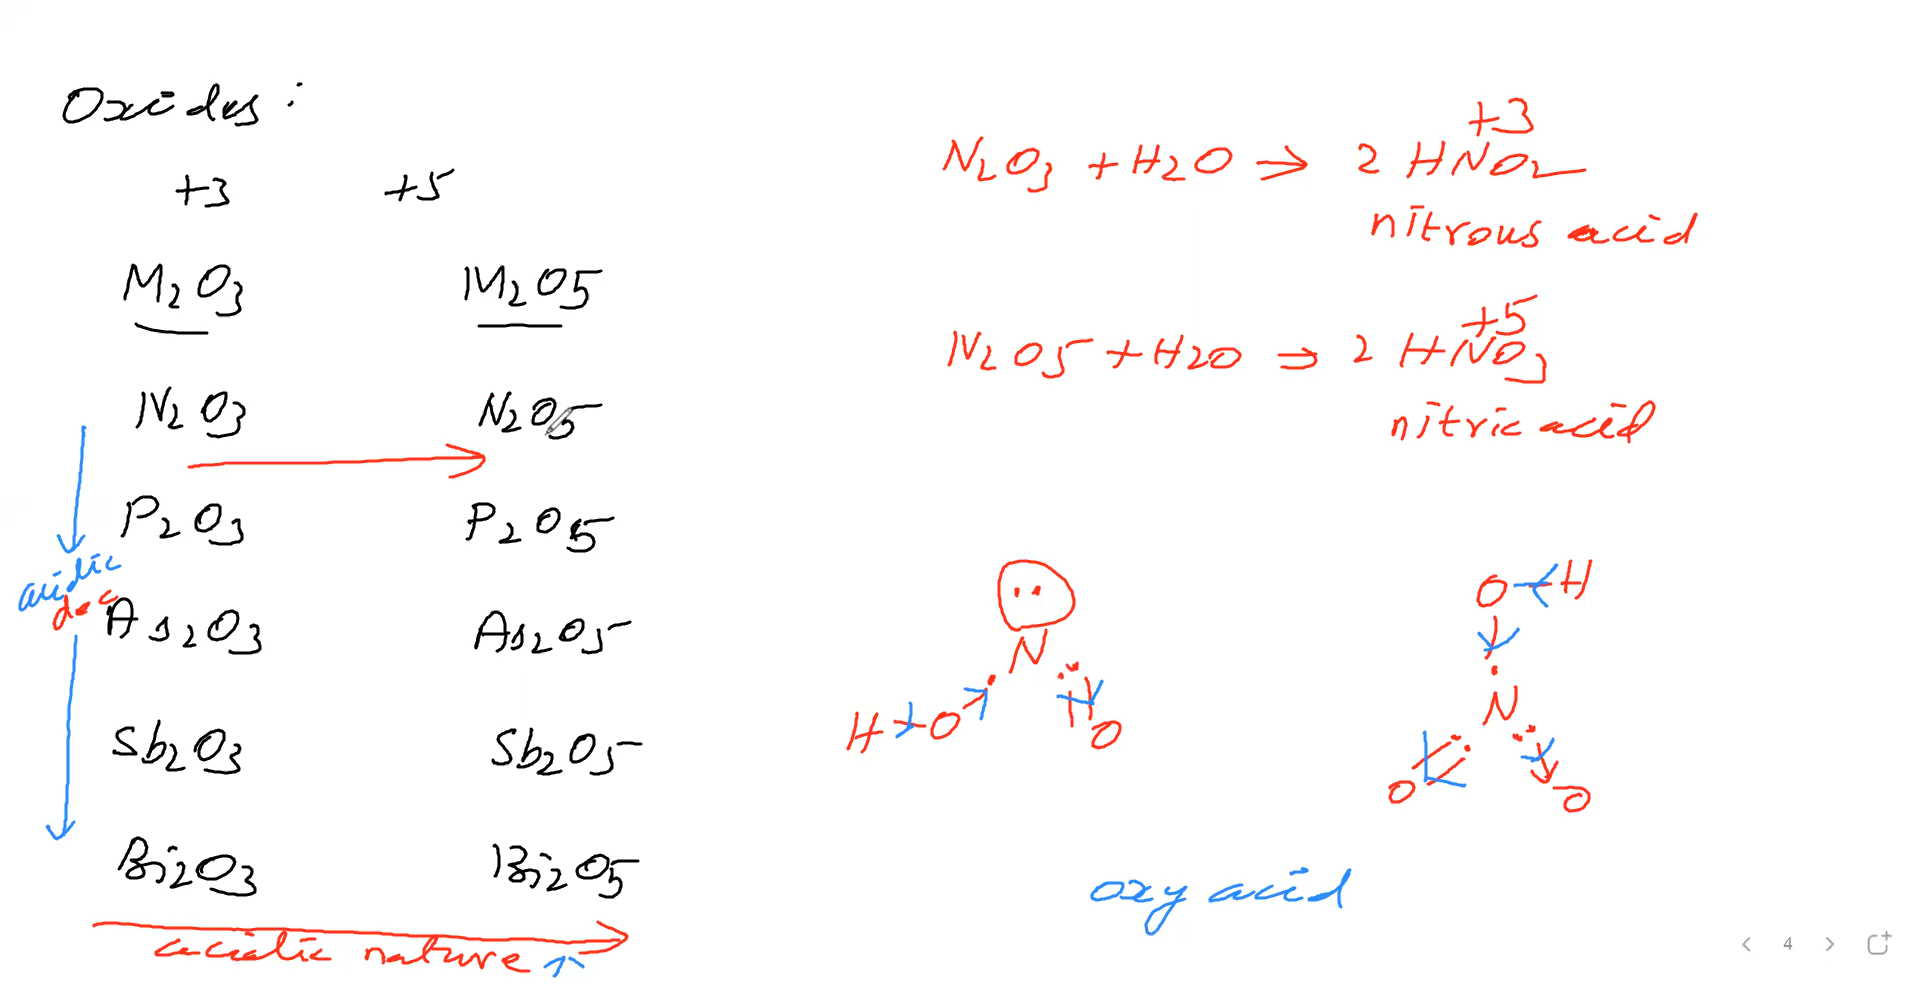 Oxides :
+3 +5
M2O3 M2O5
N2O3 N2O5
P2O3 P2O5
acidic
dec
As2O3 As2O5
Sb2O3 Sb2O5
Bi2O3 Bi2O5
acidic nature ↑
+3
N2O3 + H2O ⇒ 2 HNO2
nitrous acid
+5
N2O5 + H2O ⇒ 2 HNO3
nitric acid
N
H O O
O H
N
O O
oxy acid
< 4 >